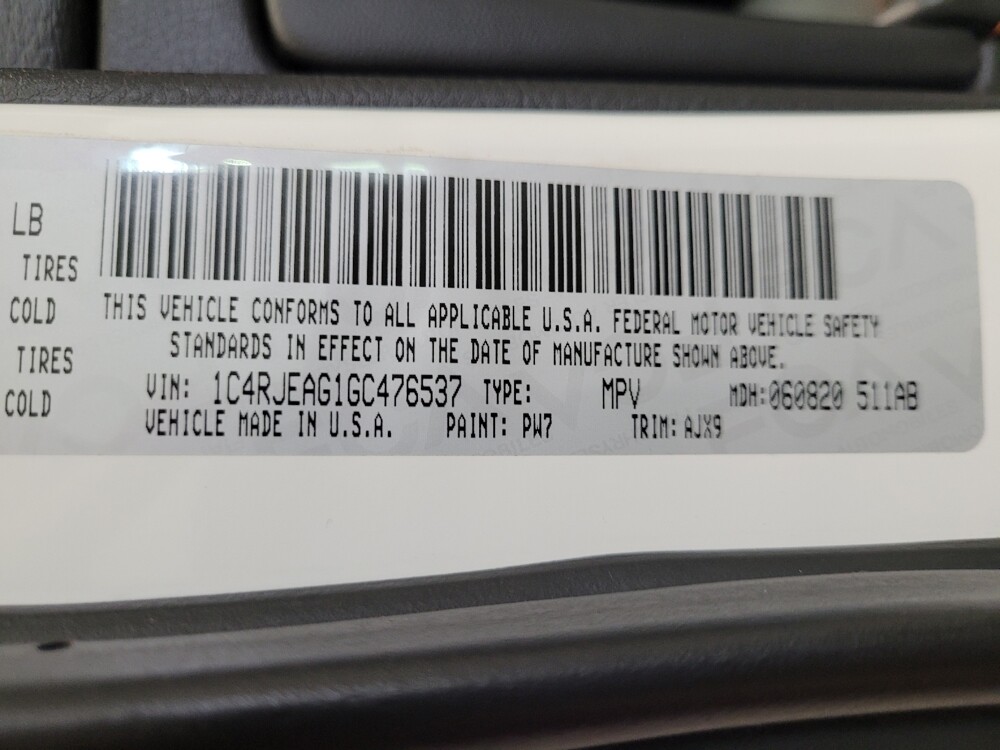 LB
TIRES
COLD
TIRES
COLD
THIS VEHICLE CONFORMS TO ALL APPLICABLE U.S.A. FEDERAL MOTOR VEHICLE SAFETY
STANDARDS IN EFFECT ON THE DATE OF MANUFACTURE SHOWN ABOVE.
VIN: 1C4RJEAG1GC476537 TYPE: MPV MDH:060820 511AB
VEHICLE MADE IN U.S.A. PAINT: PW7 TRIM: AJX9